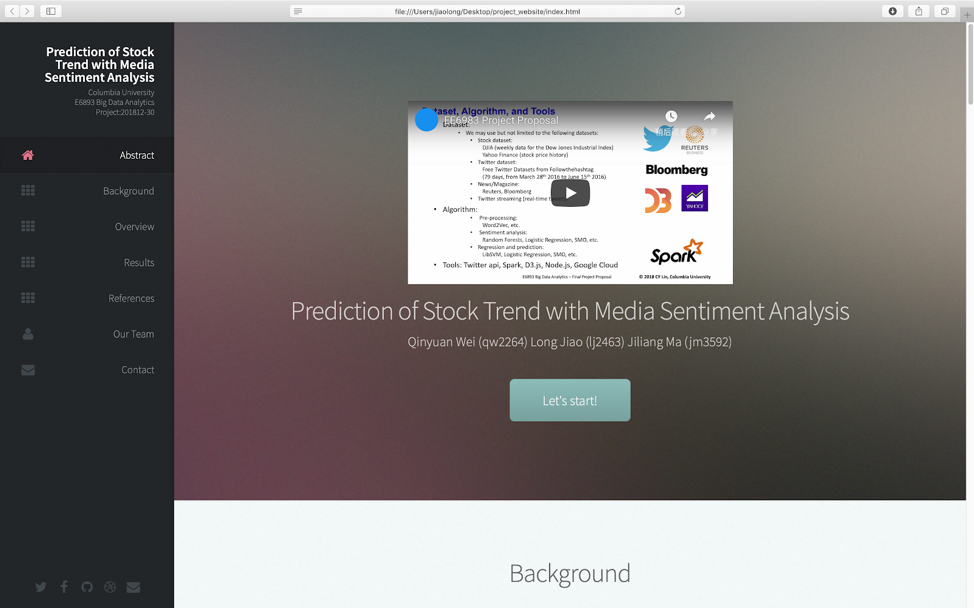 file:///Users/jiaolong/Desktop/project_website/index.html
Prediction of Stock
Trend with Media
Sentiment Analysis
Columbia University
E6893 Big Data Analytics
Project:201812-30
Abstract
Background
Overview
Results
References
Our Team
Contact
Dataset, Algorithm, and Tools
EE6983 Project Proposal
Dataset:
• We may use but not limited to the following datasets:
• Stock dataset:
DJIA (weekly data for the Dow Jones Industrial Index)
Yahoo Finance (stock price history)
• Twitter dataset:
Free Twitter Datasets from Followthehashtag
(79 days, from March 28th 2016 to June 15th 2016)
• News/Magazine:
Reuters, Bloomberg
• Twitter streaming [real-time
• Algorithm:
• Pre-processing:
Word2Vec, etc.
• Sentiment analysis:
Random Forests, Logistic Regression, SMO, etc.
• Regression and prediction:
LibSVM, Logistic Regression, SMO, etc.
• Tools: Twitter api, Spark, D3.js, Node.js, Google Cloud
E6893 Big Data Analytics – Final Project Proposal
© 2018 CY Lin, Columbia University
稍后
REUTERS
Bloomberg
YAHOO!
Spark
Prediction of Stock Trend with Media Sentiment Analysis
Qinyuan Wei (qw2264) Long Jiao (lj2463) Jiliang Ma (jm3592)
Let's start!
Background